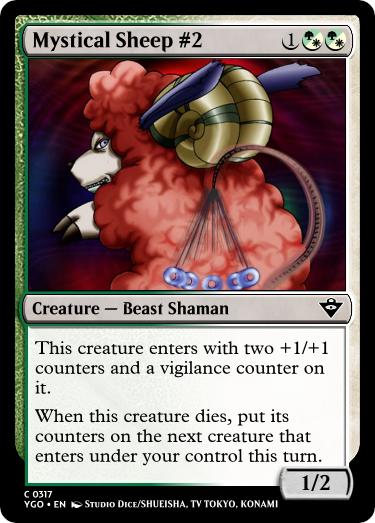 Mystical Sheep #2 1
Creature — Beast Shaman
This creature enters with two +1/+1
counters and a vigilance counter on
it.
When this creature dies, put its
counters on the next creature that
enters under your control this turn.
1/2
C 0317
YGO • EN Studio Dice/SHUEISHA, TV TOKYO, KONAMI